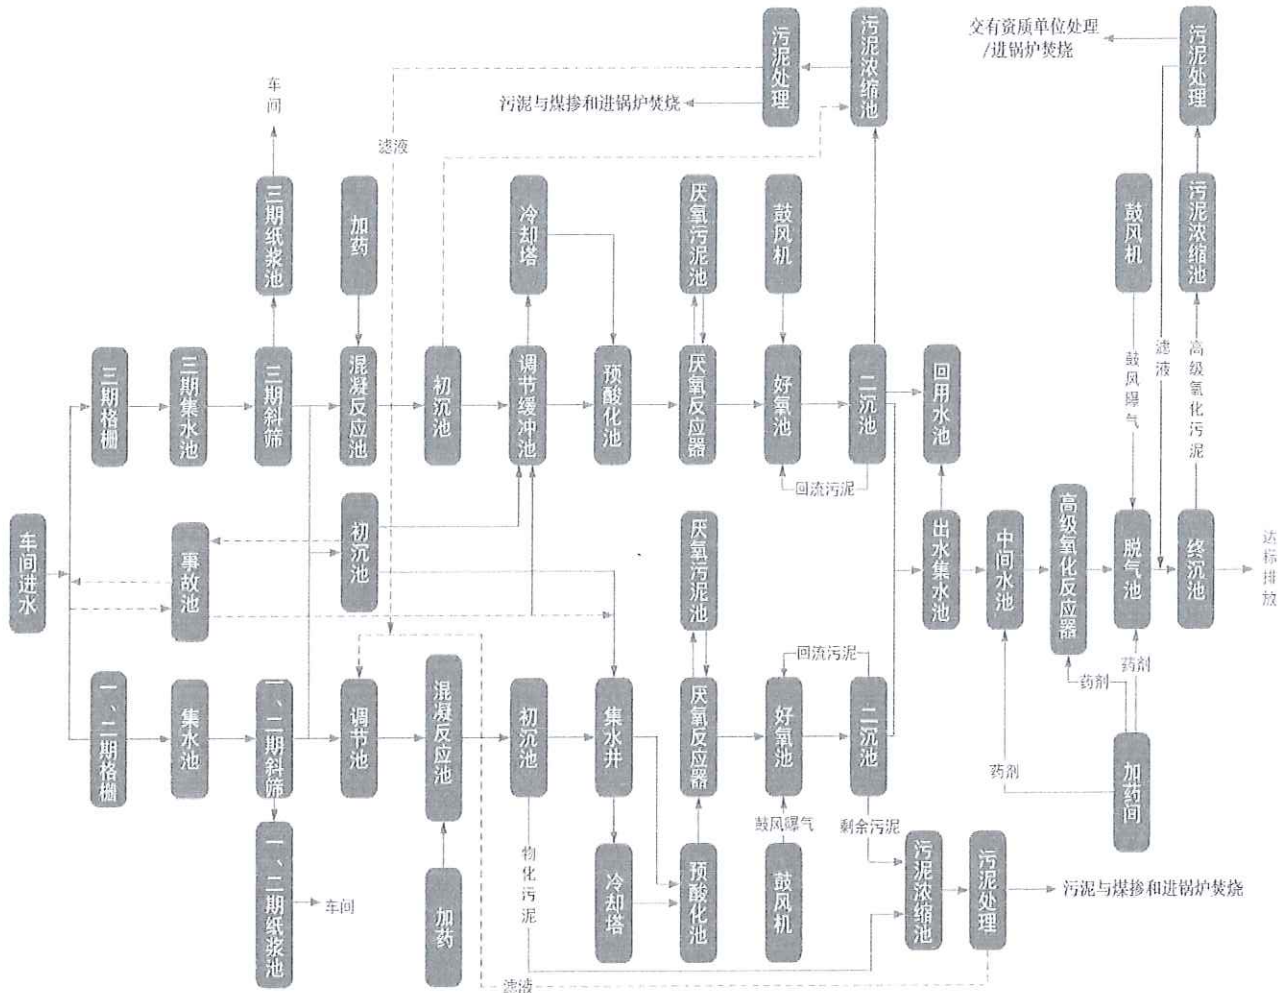 交有资质单位处理
/进锅炉焚烧
污泥处理
污泥浓缩池
污泥处理
污泥与煤掺和进锅炉焚烧
车间
滤液
三期纸浆池
加药
冷却塔
厌氧污泥池
鼓风机
鼓风机
污泥浓缩池
三期格栅
三期集水池
三期斜筛
混凝反应池
初沉池
调节缓冲池
预酸化池
厌氧反应器
好氧池
二沉池
回用水池
鼓风曝气
滤液
高级氧化污泥
回流污泥
车间进水
事故池
初沉池
厌氧污泥池
出水集水池
中间水池
高级氧化反应器
脱气池
终沉池
达标排放
回流污泥
药剂
药剂
一、二期格栅
集水池
一、二期斜筛
调节池
混凝反应池
初沉池
集水井
厌氧反应器
好氧池
二沉池
药剂
加药间
物化污泥
鼓风曝气
剩余污泥
一、二期纸浆池
车间
加药
冷却塔
预酸化池
鼓风机
污泥浓缩池
污泥处理
污泥与煤掺和进锅炉焚烧
滤液